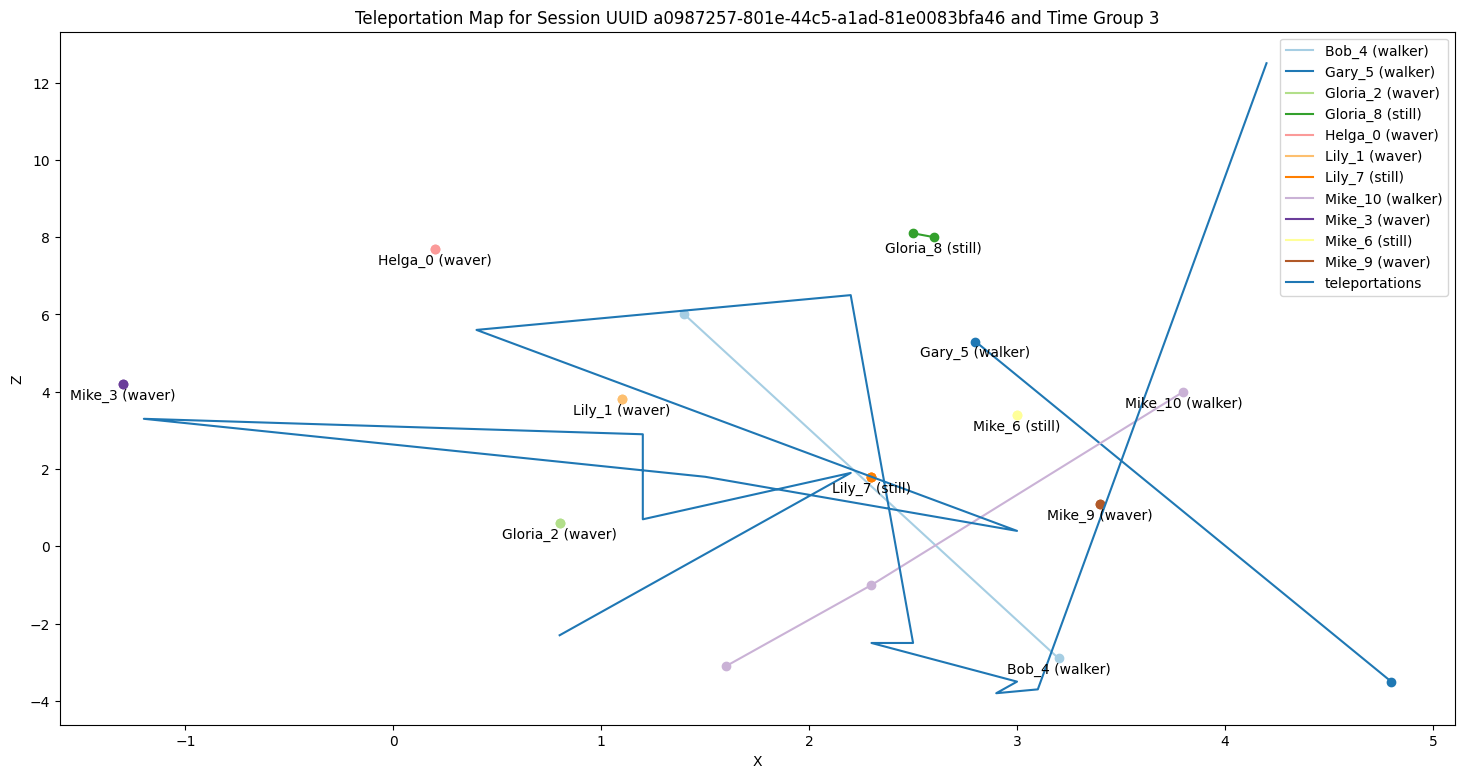 Teleportation Map for Session UUID a0987257-801e-44c5-a1ad-81e0083bfa46 and Time Group 3
Bob_4 (walker)
Gary_5 (walker)
Gloria_2 (waver)
Gloria_8 (still)
Helga_0 (waver)
Lily_1 (waver)
Lily_7 (still)
Mike_10 (walker)
Mike_3 (waver)
Mike_6 (still)
Mike_9 (waver)
teleportations
12
10
8
6
4
2
0
−2
−4
Z
Helga_0 (waver)
Gloria_8 (still)
Gary_5 (walker)
Mike_3 (waver)
Lily_1 (waver)
Mike_10 (walker)
Mike_6 (still)
Lily_7 (still)
Mike_9 (waver)
Gloria_2 (waver)
Bob_4 (walker)
−1
0
1
2
3
4
5
X